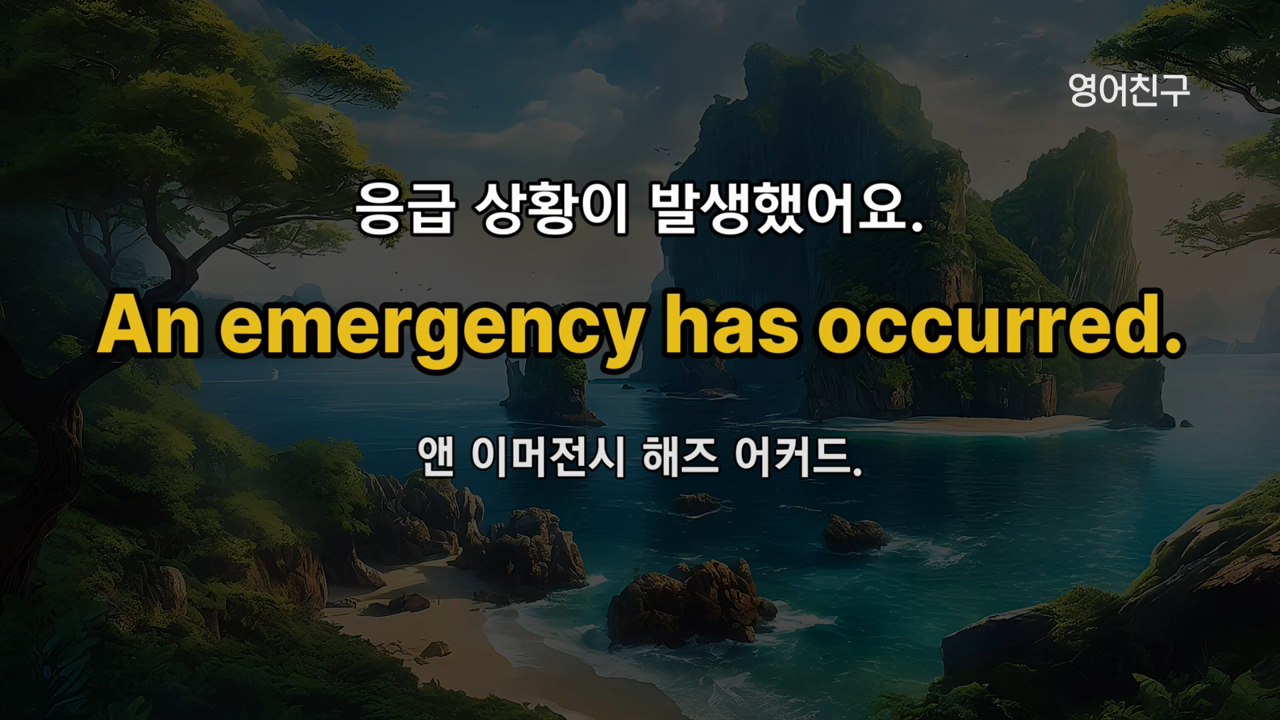 영어친구
응급 상황이 발생했어요.
An emergency has occurred.
앤 이머전시 해즈 어커드.